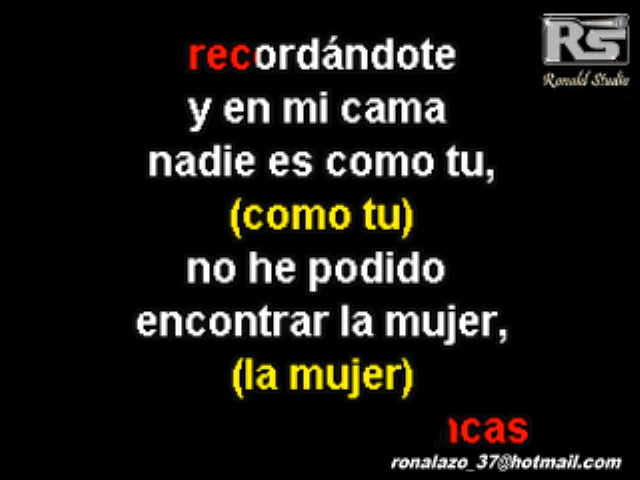 RS
Ronald Studio
recordándote
y en mi cama
nadie es como tu,
(como tu)
no he podido
encontrar la mujer,
(la mujer)
ronalazo_37@hotmail.com